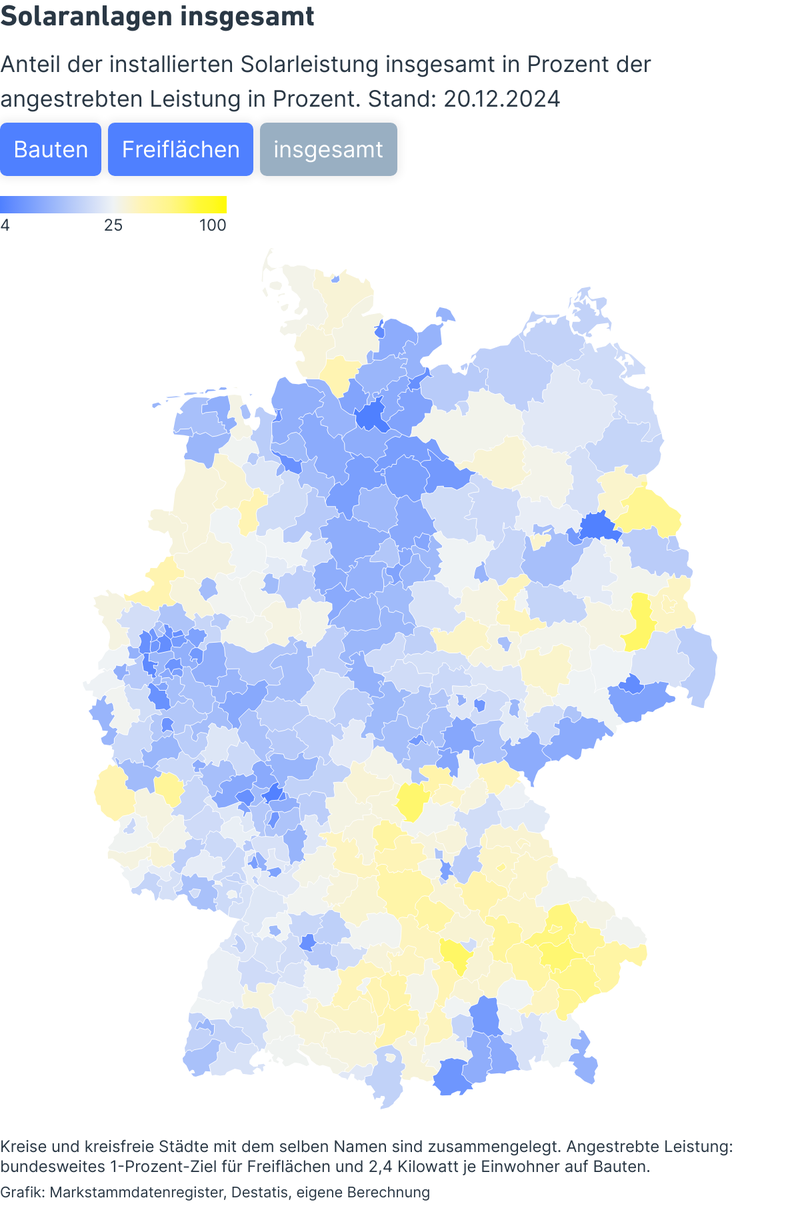 Solaranlagen insgesamt
Anteil der installierten Solarleistung insgesamt in Prozent der
angestrebten Leistung in Prozent. Stand: 20.12.2024
Bauten Freiflächen insgesamt
4 25 100
Kreise und kreisfreie Städte mit dem selben Namen sind zusammengelegt. Angestrebte Leistung:
bundesweites 1-Prozent-Ziel für Freiflächen und 2,4 Kilowatt je Einwohner auf Bauten.
Grafik: Markstammdatenregister, Destatis, eigene Berechnung